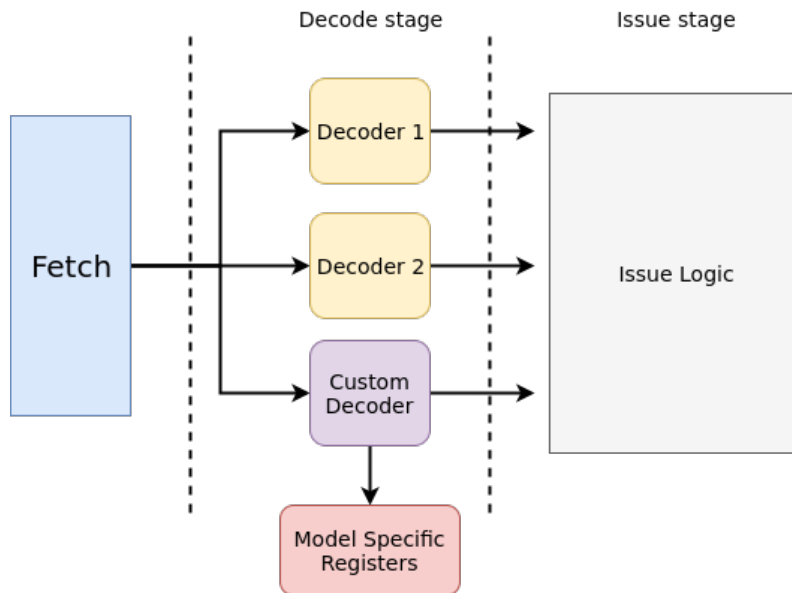 Decode stage
Issue stage
Decoder 1
Fetch
Decoder 2
Issue Logic
Custom
Decoder
Model Specific
Registers